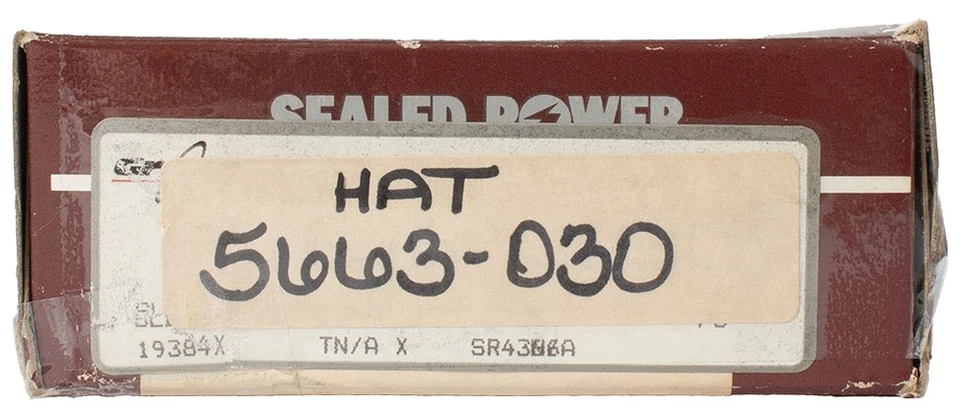 SEALED POWER
HAT
5663-030
19384X TN/A X